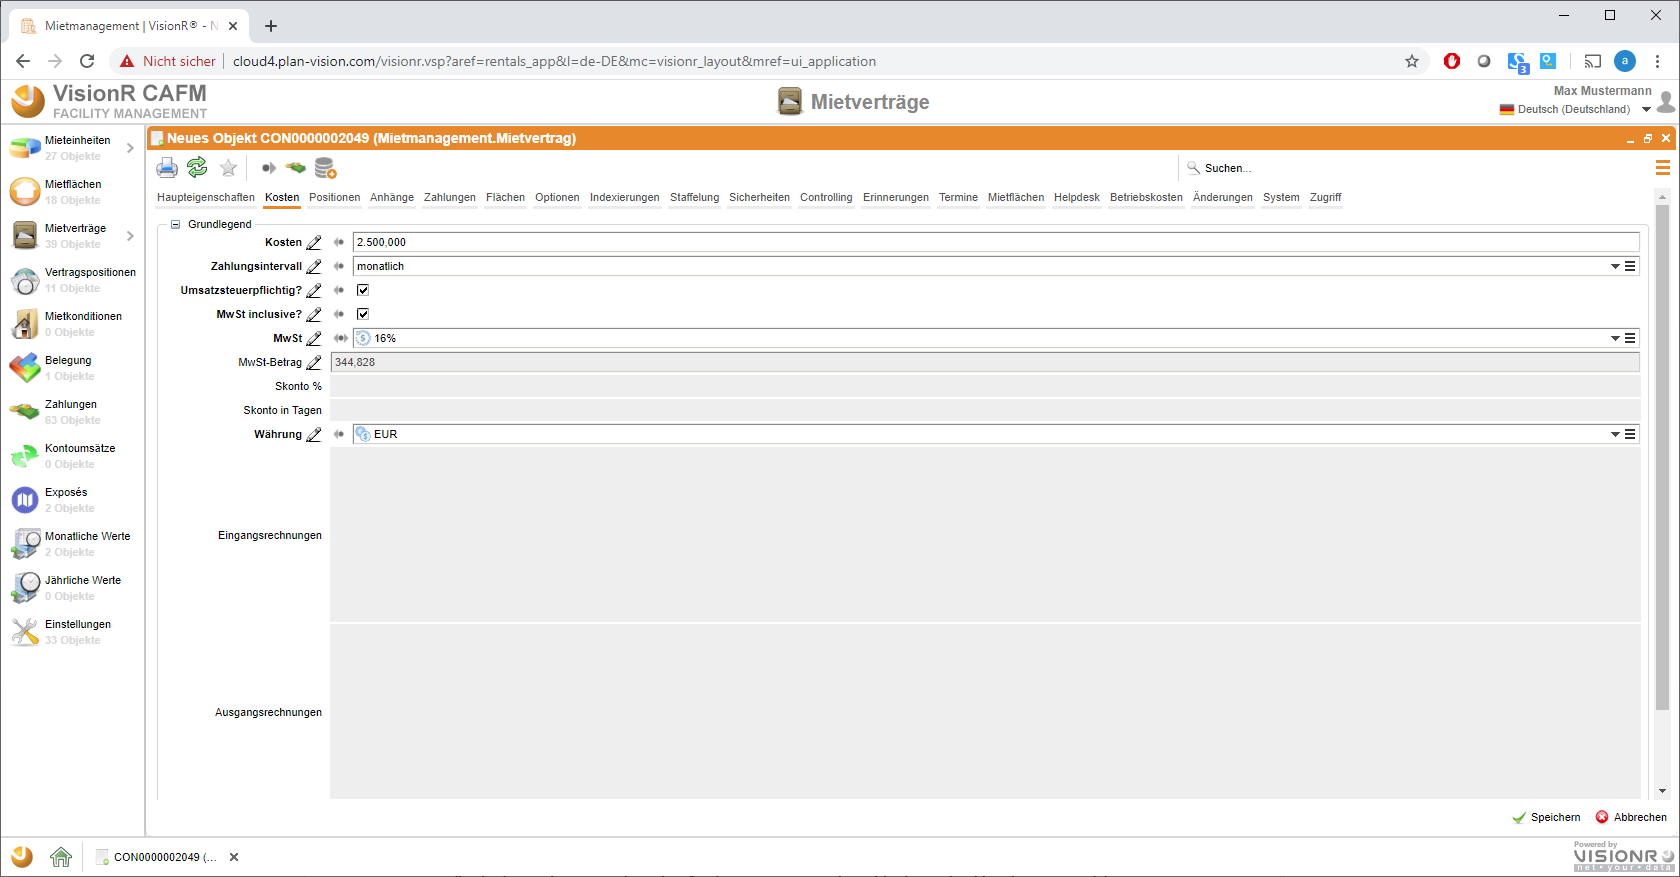 Mietmanagement | VisionR® - N
Nicht sicher
cloud4.plan-vision.com/visionr.vsp?aref=rentals_app&l=de-DE&mc=visionr_layout&mref=ui_application
3
a
VisionR CAFM
FACILITY MANAGEMENT
Mietverträge
Max Mustermann
Deutsch (Deutschland)
Mieteinheiten
27 Objekte
Mietflächen
18 Objekte
Mietverträge
39 Objekte
Vertragspositionen
11 Objekte
Mietkonditionen
0 Objekte
Belegung
1 Objekte
Zahlungen
63 Objekte
Kontoumsätze
0 Objekte
Exposés
2 Objekte
Monatliche Werte
2 Objekte
Jährliche Werte
0 Objekte
Einstellungen
33 Objekte
Neues Objekt CON0000002049 (Mietmanagement.Mietvertrag)
Suchen...
Haupteigenschaften Kosten Positionen Anhänge Zahlungen Flächen Optionen Indexierungen Staffelung Sicherheiten Controlling Erinnerungen Termine Mietflächen Helpdesk Betriebskosten Änderungen System Zugriff
Grundlegend
Kosten 2.500,000
Zahlungsintervall monatlich
Umsatzsteuerpflichtig?
MwSt inclusive?
MwSt 16%
MwSt-Betrag 344,828
Skonto %
Skonto in Tagen
Währung EUR
Eingangsrechnungen
Ausgangsrechnungen
Speichern Abbrechen
CON0000002049 (...
Powered by
VISIONR
net • your • data